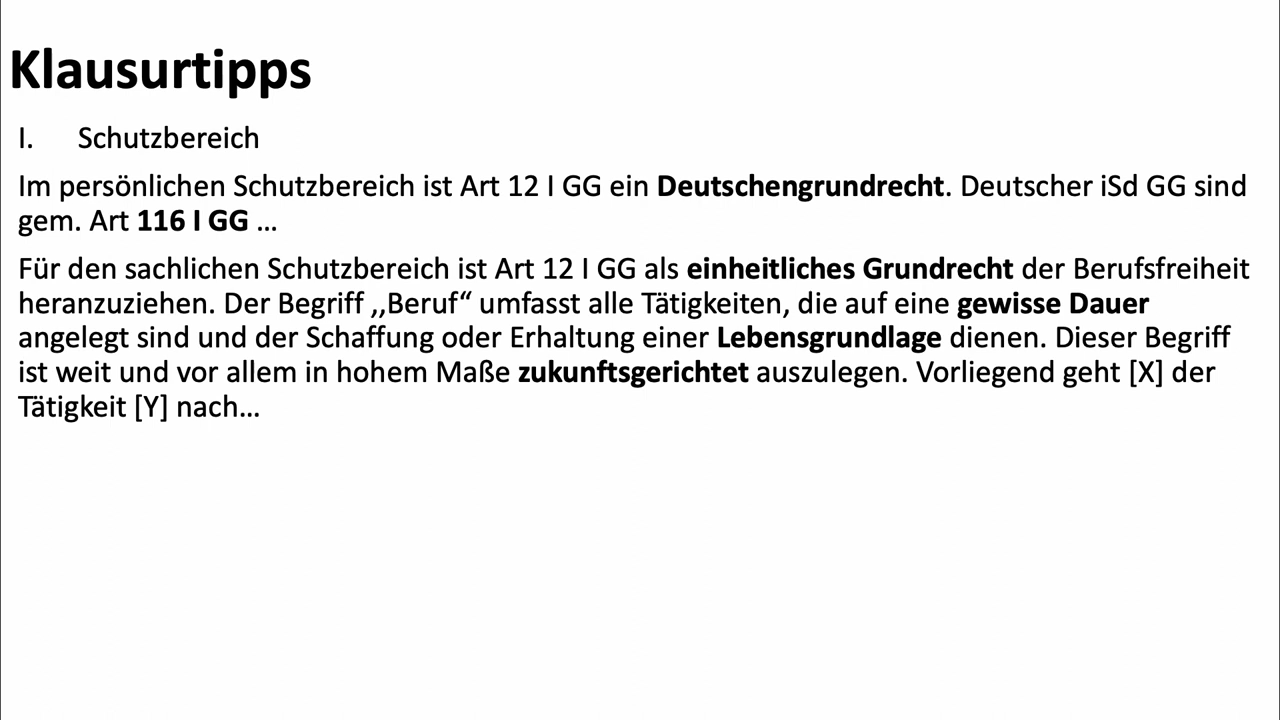 Klausurtipps
I. Schutzbereich
Im persönlichen Schutzbereich ist Art 12 I GG ein Deutschengrundrecht. Deutscher iSd GG sind
gem. Art 116 I GG …
Für den sachlichen Schutzbereich ist Art 12 I GG als einheitliches Grundrecht der Berufsfreiheit
heranzuziehen. Der Begriff ,,Beruf“ umfasst alle Tätigkeiten, die auf eine gewisse Dauer
angelegt sind und der Schaffung oder Erhaltung einer Lebensgrundlage dienen. Dieser Begriff
ist weit und vor allem in hohem Maße zukunftsgerichtet auszulegen. Vorliegend geht [X] der
Tätigkeit [Y] nach…